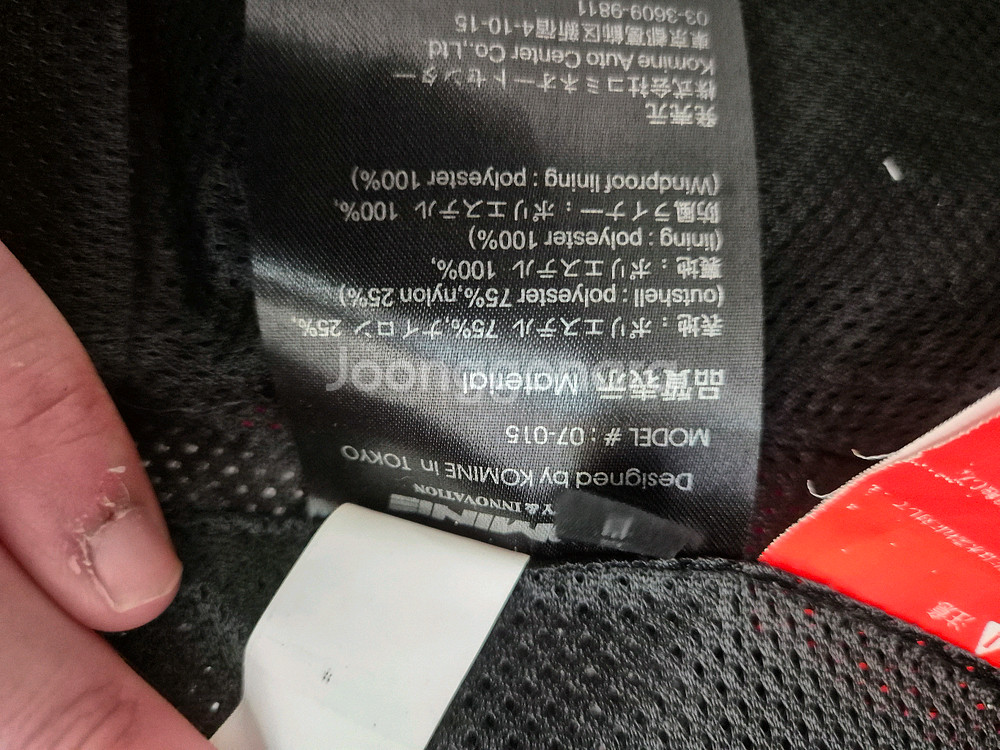 Y & INNOVATION
Designed by KOMINE in TOKYO
MODEL # : 07-015
品質表示 Material
表地：ポリエステル 75%,ナイロン 25%,
(outshell : polyester 75%,nylon 25%)
裏地：ポリエステル 100%,
(lining : polyester 100%)
防風ライナー：ポリエステル 100%,
(Windproof lining : polyester 100%)
発売元
株式会社コミネオートセンター
Komine Auto Center Co.,Ltd
東京都葛飾区新宿4-10-15
03-3609-9811
注意